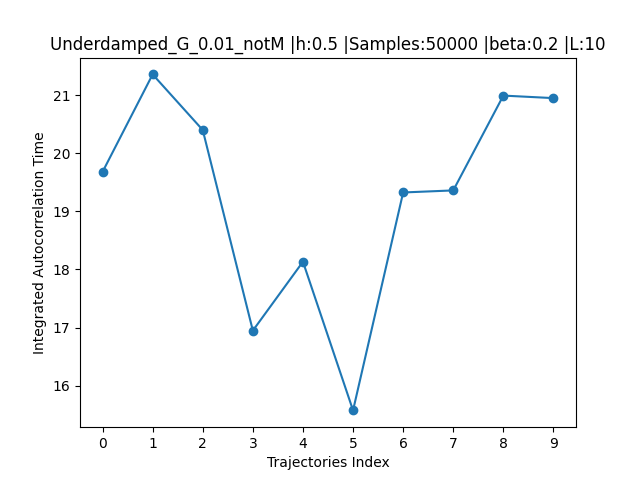 Underdamped_G_0.01_notM |h:0.5 |Samples:50000 |beta:0.2 |L:10
21
20
19
18
17
16
Integrated Autocorrelation Time
0 1 2 3 4 5 6 7 8 9
Trajectories Index